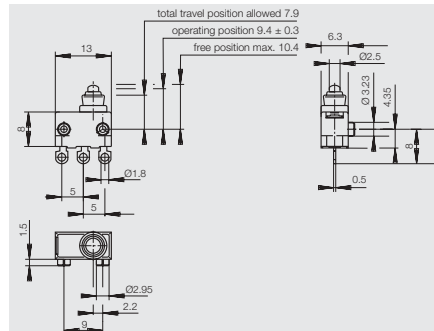 total travel position allowed 7.9
operating position 9.4 ± 0.3
free position max. 10.4
13
6.3
Ø2.5
Ø 3.23
4.35
8
8
Ø1.8
5
5
0.5
1.5
Ø2.95
2.2
9